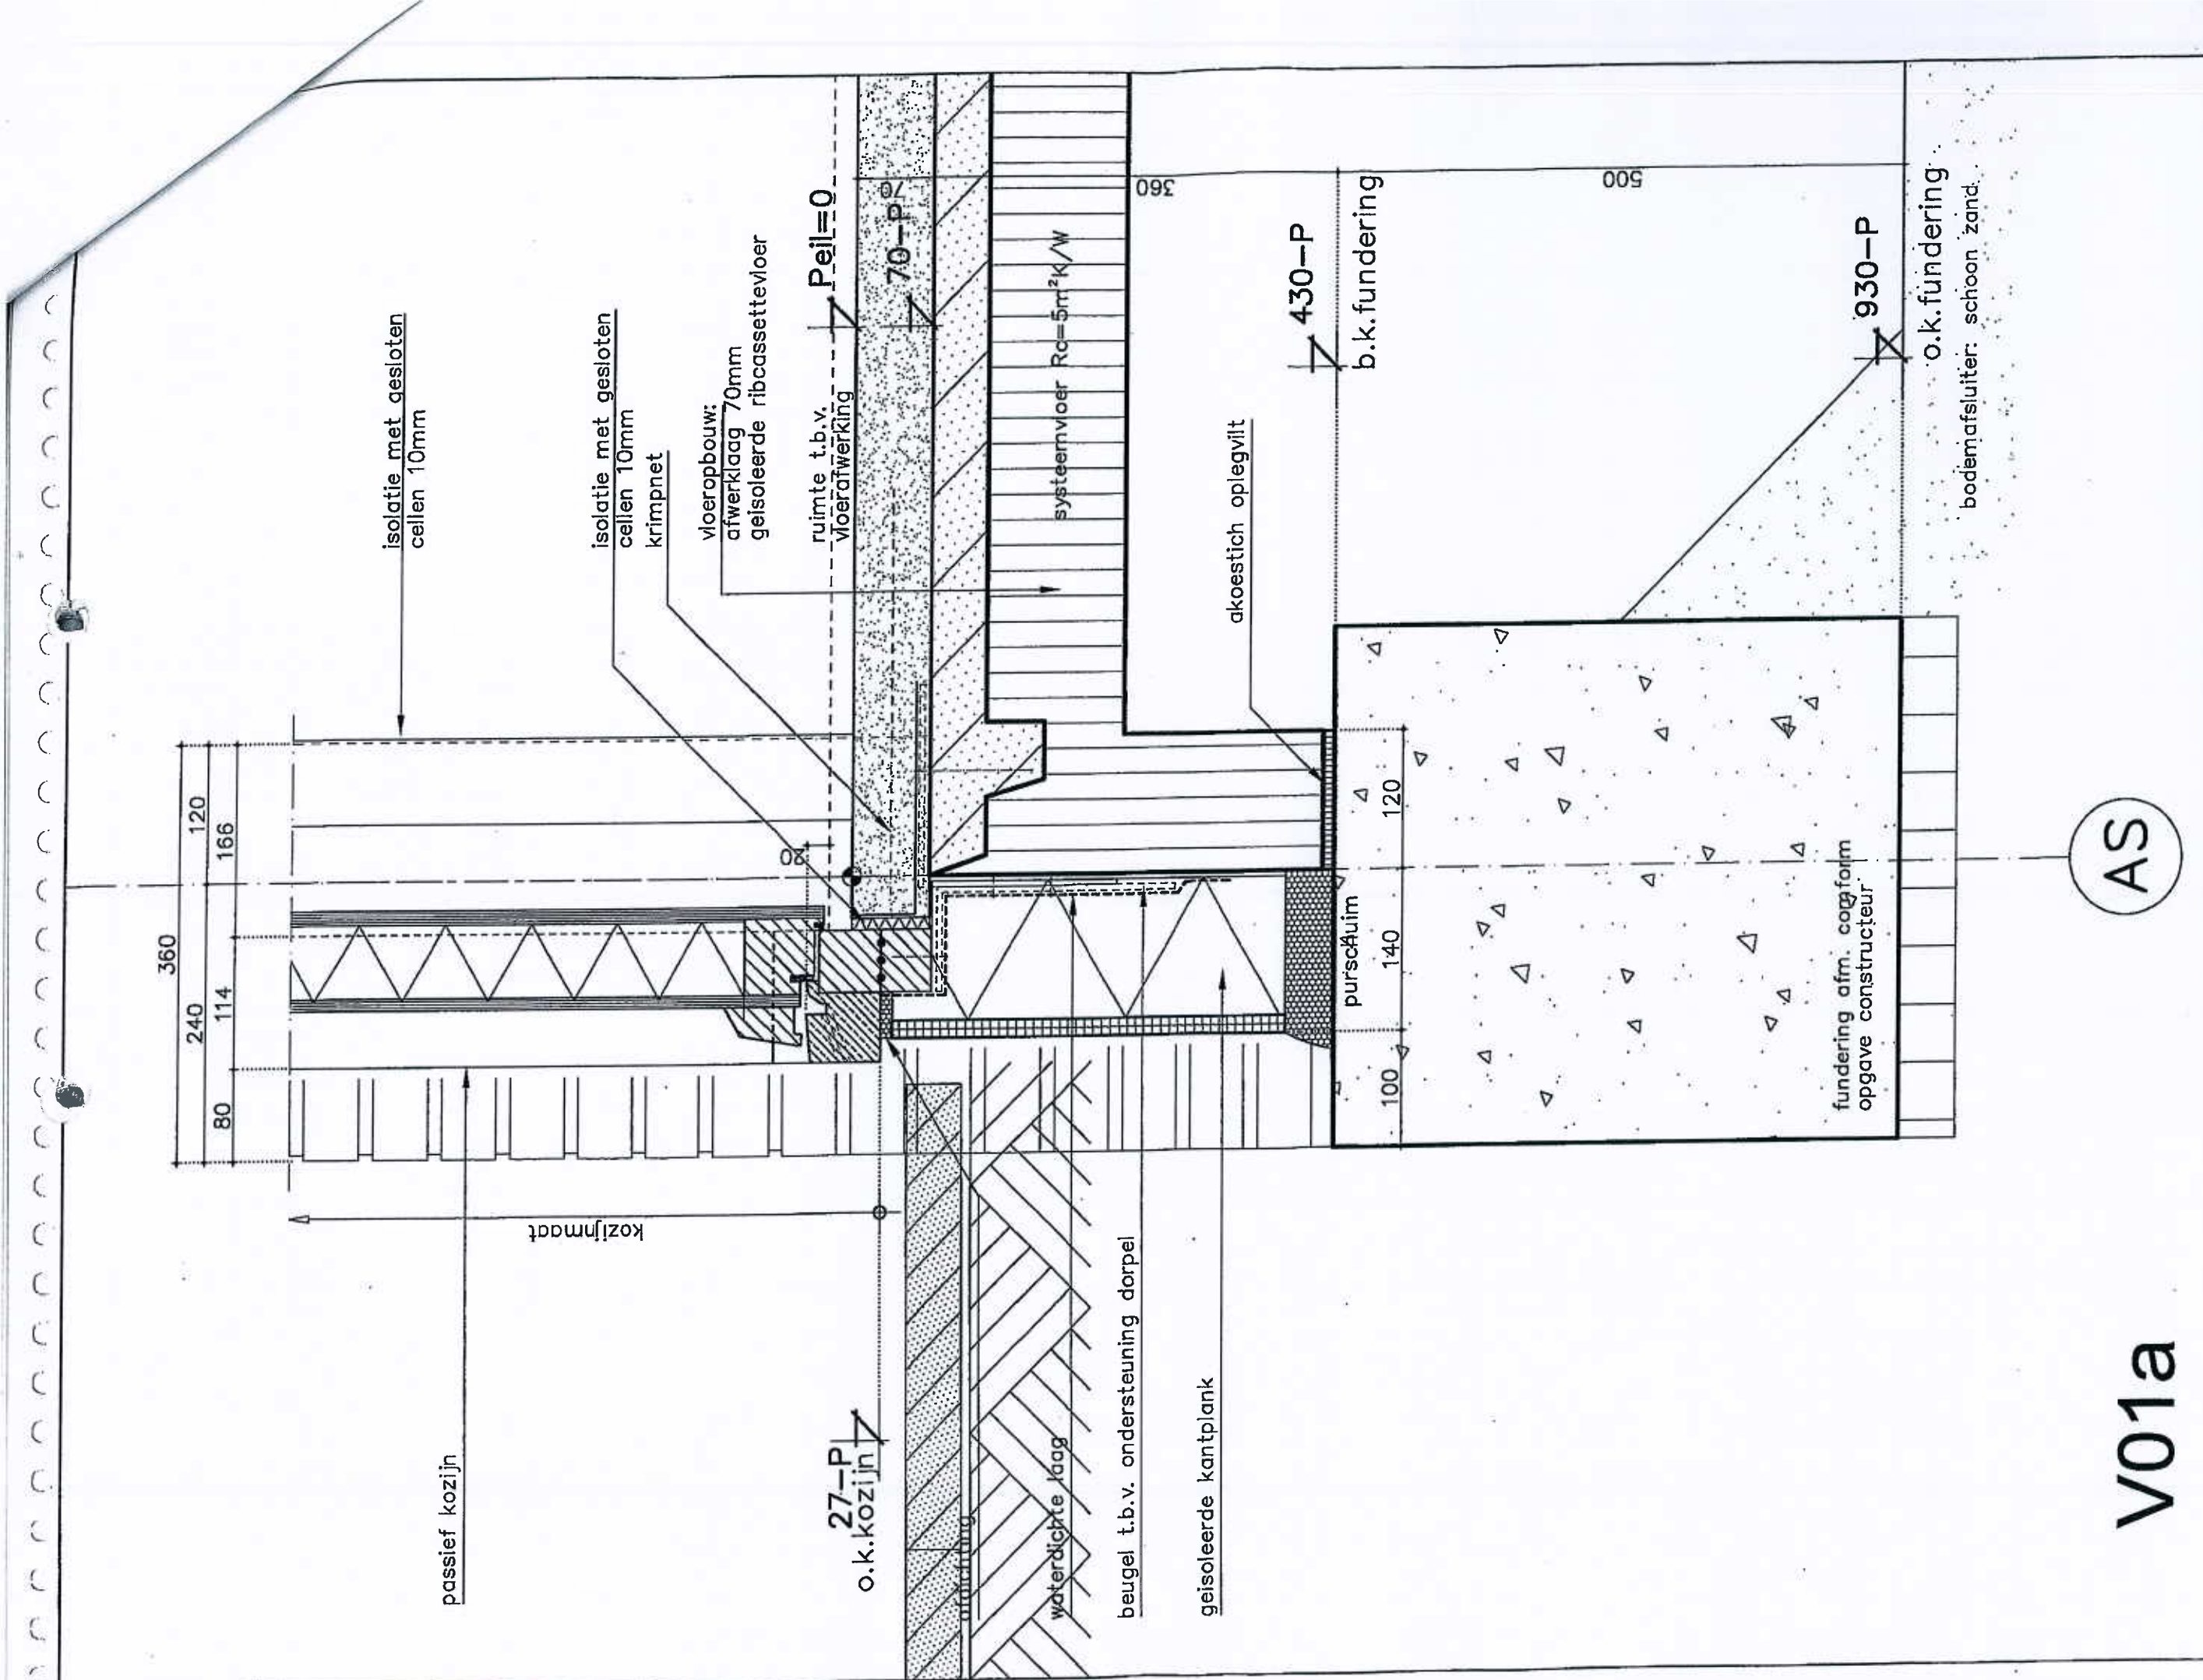 360
240
120
80
114
166
isolatie met gesloten
cellen 10mm
isolatie met gesloten
cellen 10mm
krimpnet
vloeropbouw:
afwerklaag 70mm
geisoleerde ribcassettevloer
ruimte t.b.v.
vloerafwerking
Peil=0
70-P
70
20
systeemvloer Rc=5m²K/W
360
akoestich oplegvilt
430-P
b.k.fundering
500
930-P
o.k.fundering
bodemafsluiter: schoon zand
kozijnmaat
passief kozijn
27-P
o.k.kozijn
waterdichte laag
beugel t.b.v. ondersteuning dorpel
geisoleerde kantplank
purschuim
100
140
120
fundering afm. comform
opgave constructeur
AS
V01a